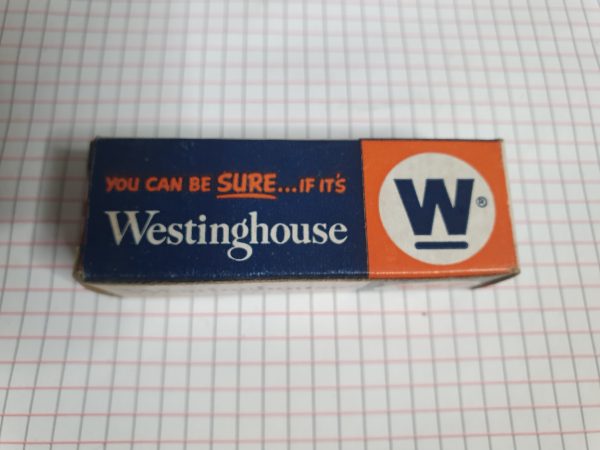 YOU CAN BE SURE...IF IT'S
Westinghouse
W®